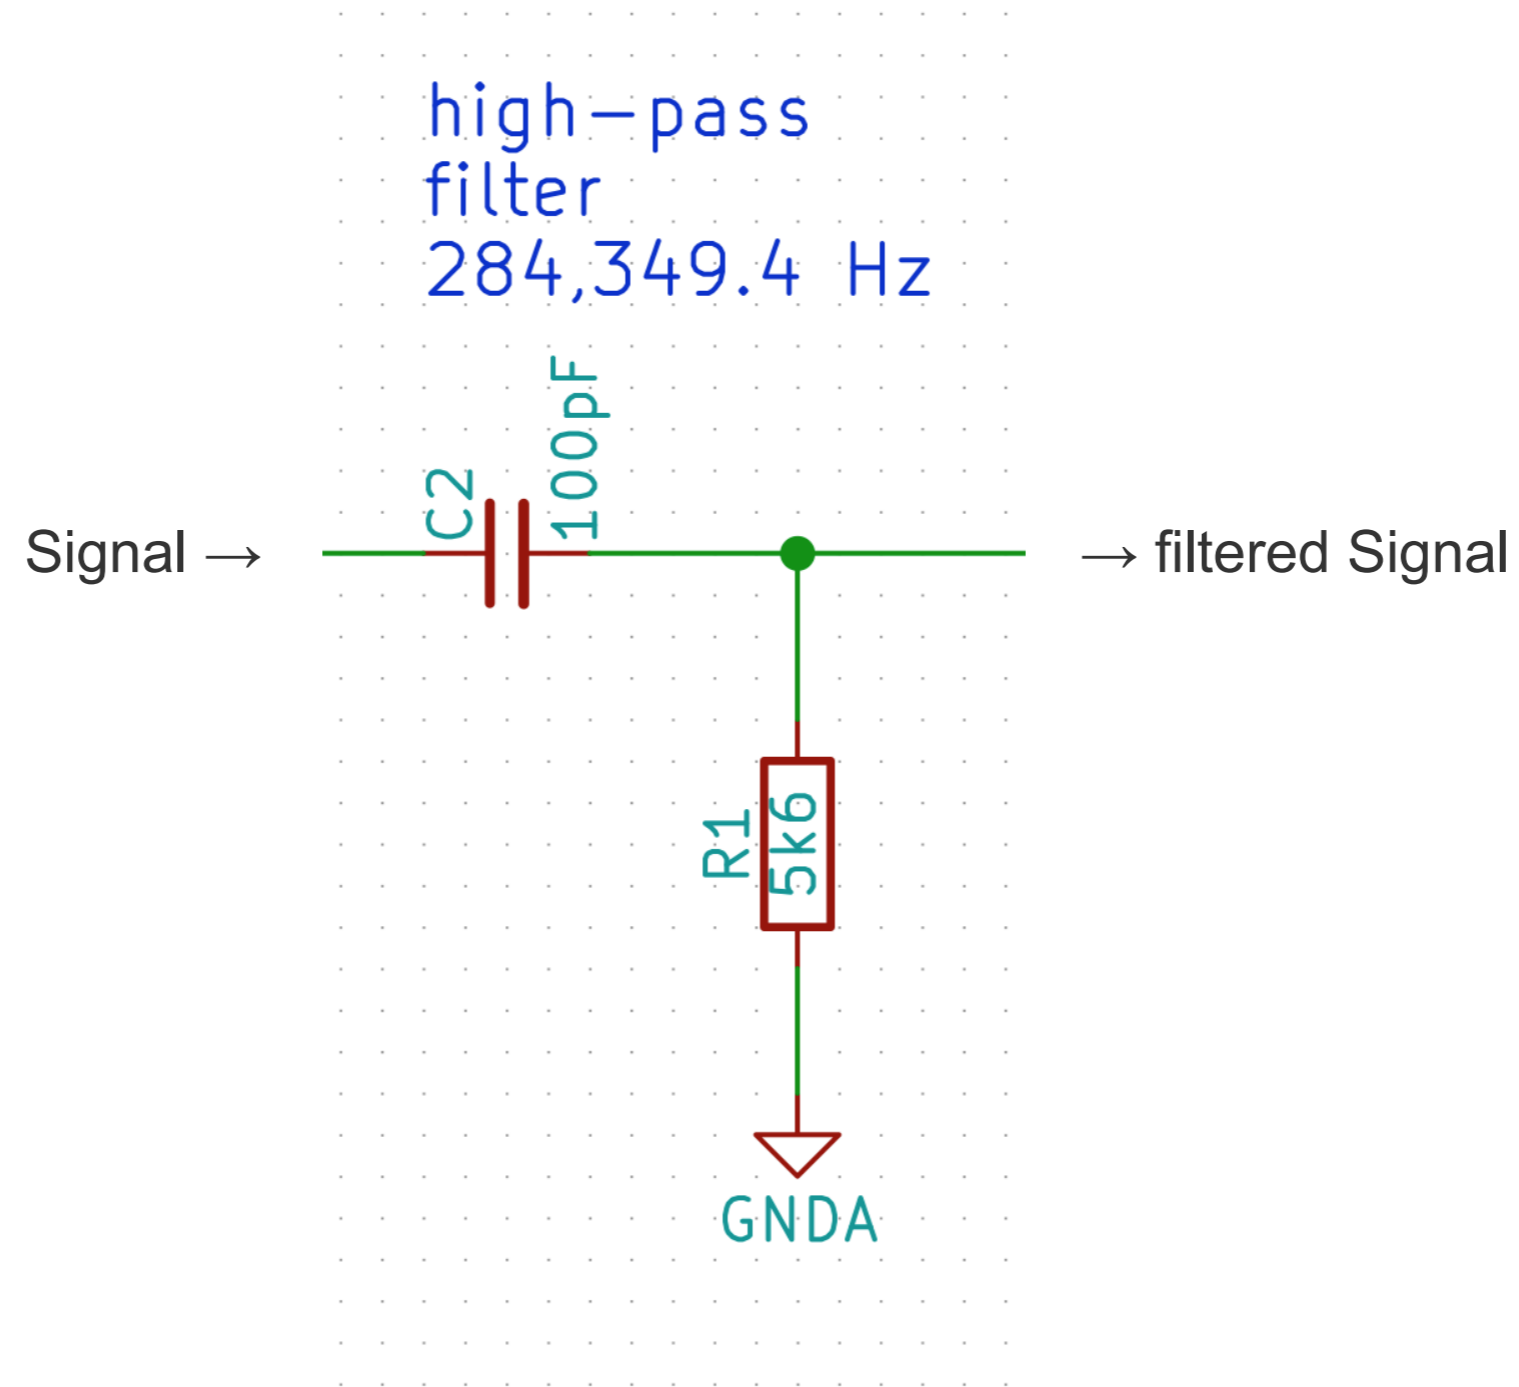 high-pass
filter
284,349.4 Hz
C2
100pF
Signal →
→ filtered Signal
R1
5k6
GNDA